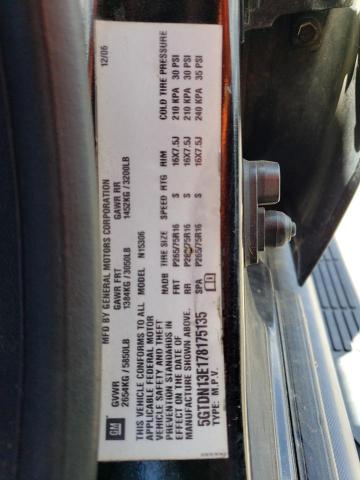 MFD BY GENERAL MOTORS CORPORATION 12/06
GVWR GAWR FRT GAWR RR
2654KG / 5850LB 1384KG / 3050LB 1452KG / 3200LB
GM
THIS VEHICLE CONFORMS TO ALL
APPLICABLE FEDERAL MOTOR
VEHICLE SAFETY AND THEFT
PREVENTION STANDARDS IN
EFFECT ON THE DATE OF
MANUFACTURE SHOWN ABOVE.
5GTDN13E178175135
TYPE: M.P.V.
MODEL N15306
NADB TIRE SIZE SPEED RTG RIM COLD TIRE PRESSURE
FRT P265/75R16 S 16X7.5J 210 KPA 30 PSI
RR P265/75R16 S 16X7.5J 210 KPA 30 PSI
SPA P265/75R16 S 16X7.5J 240 KPA 35 PSI